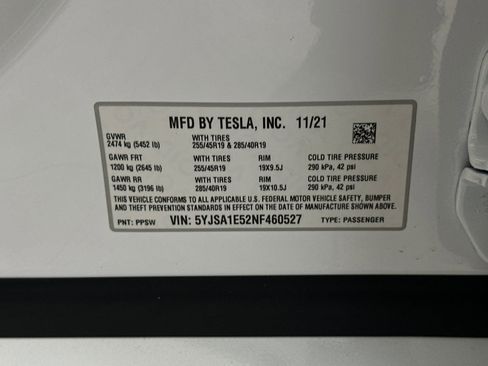 MFD BY TESLA, INC. 11/21
GVWR WITH TIRES
2474 kg (5452 lb) 255/45R19 & 285/40R19
GAWR FRT WITH TIRES RIM COLD TIRE PRESSURE
1200 kg (2645 lb) 255/45R19 19X9.5J 290 kPa, 42 psi
GAWR RR WITH TIRES RIM COLD TIRE PRESSURE
1450 kg (3196 lb) 285/40R19 19X10.5J 290 kPa, 42 psi
THIS VEHICLE CONFORMS TO ALL APPLICABLE U.S. FEDERAL MOTOR VEHICLE SAFETY, BUMPER
AND THEFT PREVENTION STANDARDS IN EFFECT ON THE DATE OF MANUFACTURE SHOWN ABOVE.
PNT: PPSW VIN: 5YJSA1E52NF460527 TYPE: PASSENGER